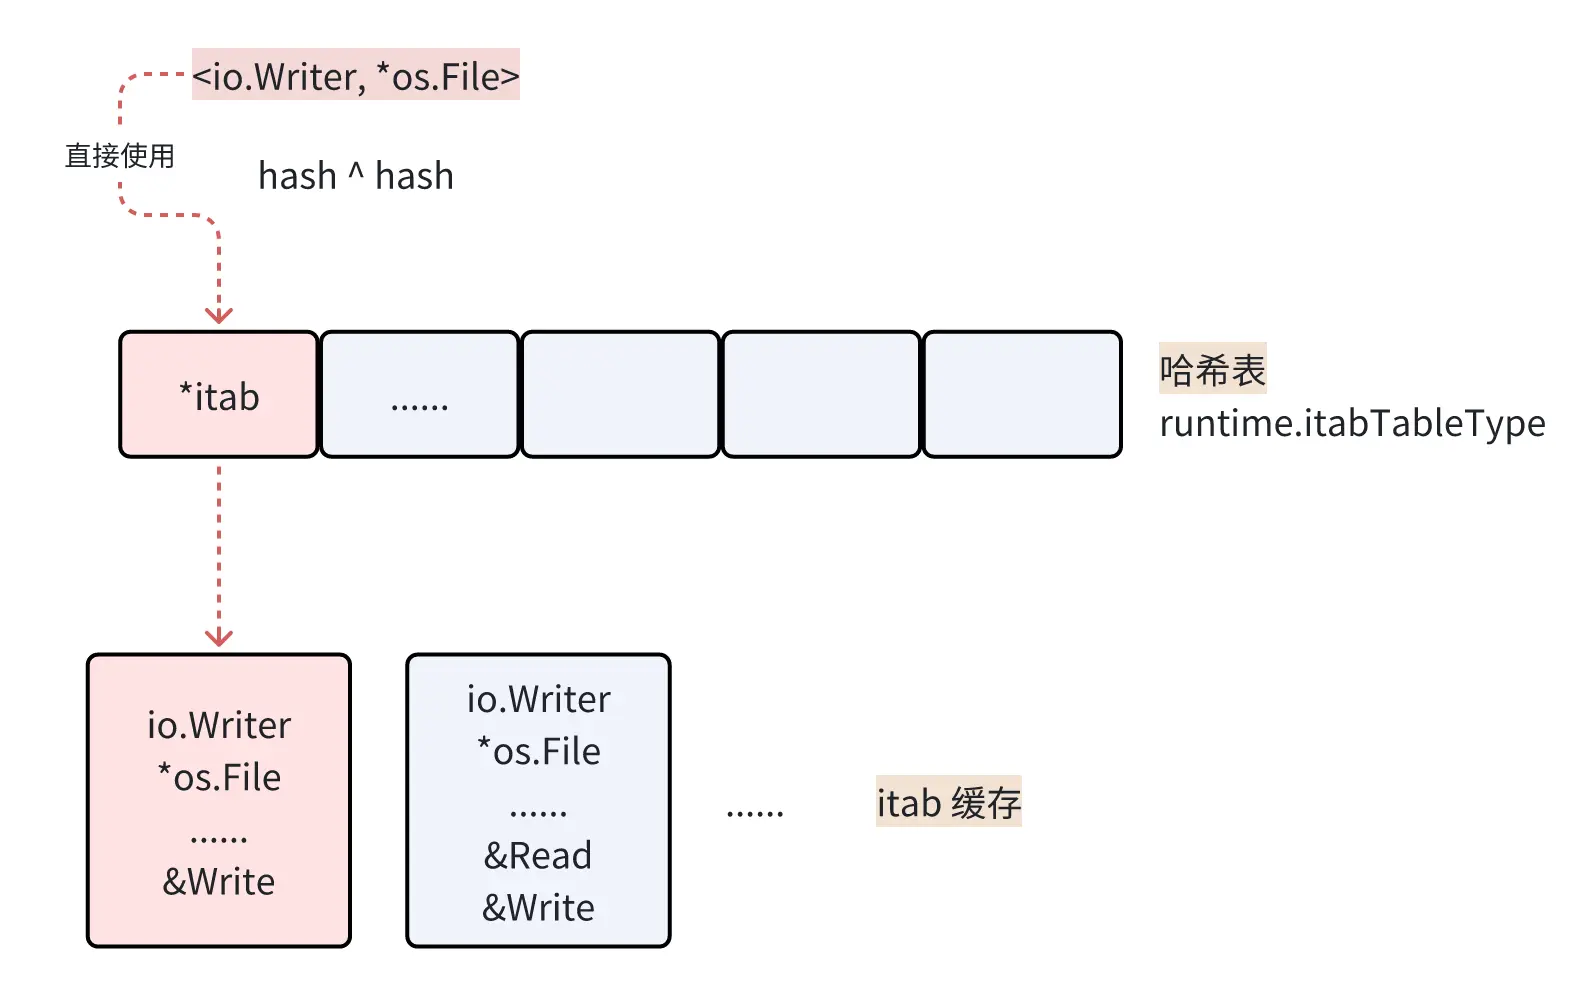 <io.Writer, *os.File>
直接使用
hash ^ hash
*itab
......
哈希表
runtime.itabTableType
io.Writer
*os.File
......
&Write
io.Writer
*os.File
......
&Read
&Write
......
itab 缓存